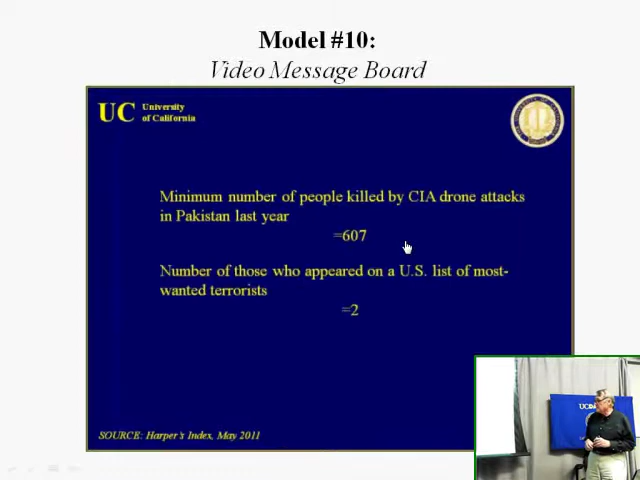 Model #10:
Video Message Board
UC University
of California
Minimum number of people killed by CIA drone attacks
in Pakistan last year
=607
Number of those who appeared on a U.S. list of most-
wanted terrorists
=2
SOURCE: Harper's Index, May 2011